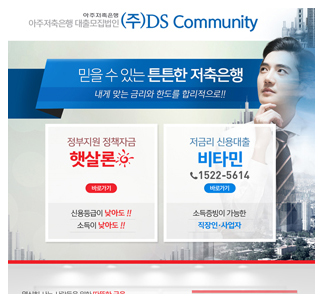 아주저축은행
아주저축은행 대출모집법인 (주)DS Community
믿을 수 있는 튼튼한 저축은행
내게 맞는 금리와 한도를 합리적으로!!
정부지원 정책자금
햇살론
바로가기
신용등급이 낮아도 !!
소득이 낮아도 !!
저금리 신용대출
비타민
1522-5614
바로가기
소득증빙이 가능한
직장인·사업자